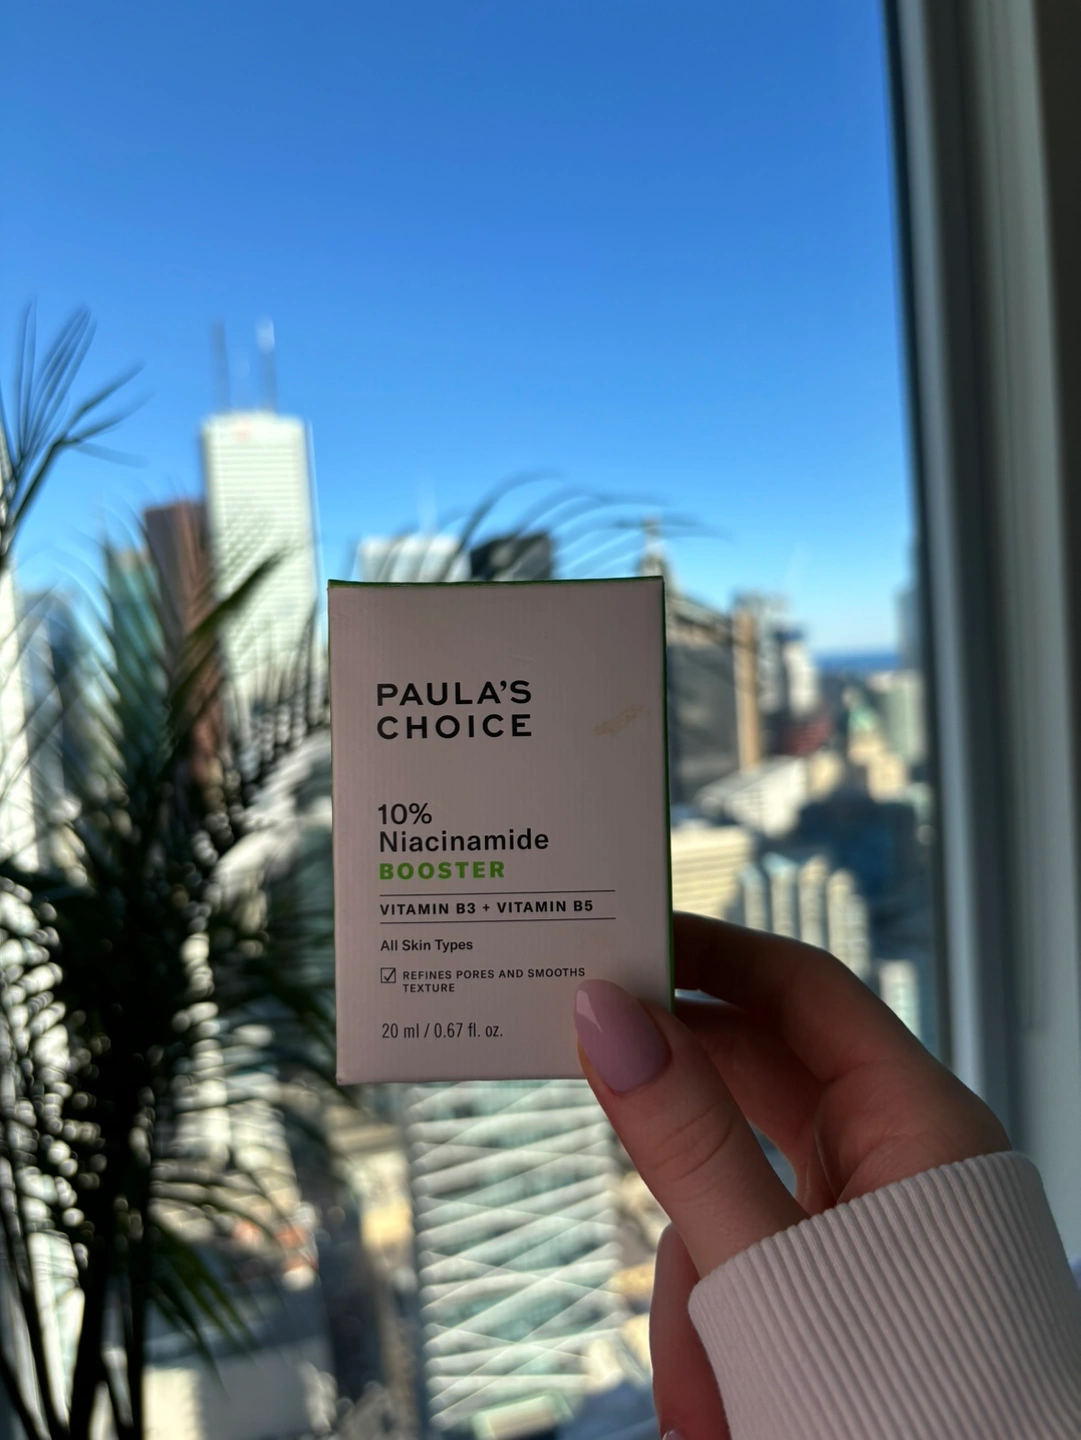 PAULA'S
CHOICE
10%
Niacinamide
BOOSTER
VITAMIN B3 + VITAMIN B5
All Skin Types
REFINES PORES AND SMOOTHS
TEXTURE
20 ml / 0.67 fl. oz.